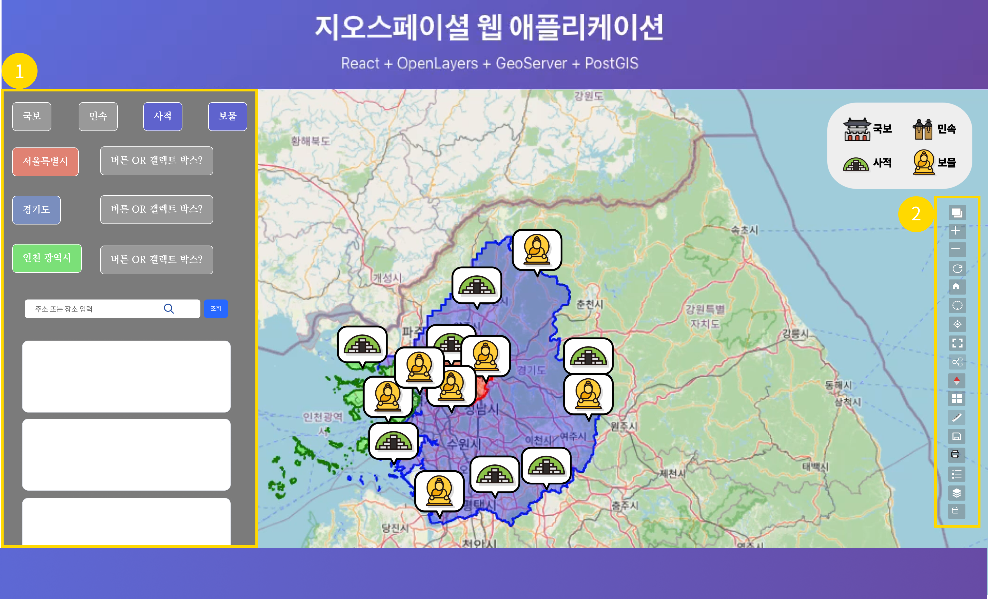 지오스페이셜 웹 애플리케이션
React + OpenLayers + GeoServer + PostGIS
1
국보 민속 사적 보물
서울특별시 버튼 OR 갤렉트 박스?
경기도 버튼 OR 갤렉트 박스?
인천 광역시 버튼 OR 갤렉트 박스?
주소 또는 장소 입력 조회
강원도
황해북도
국보 민속
사적 보물
2
속초시
개성시
춘천시
강원특별
자치도
강릉시
경기도
동해시
삼척시
인천광역
시
성남시
원주시
수원시
이천시
여주시
태백시
제천시
평택시
충주시
당진시
천안시